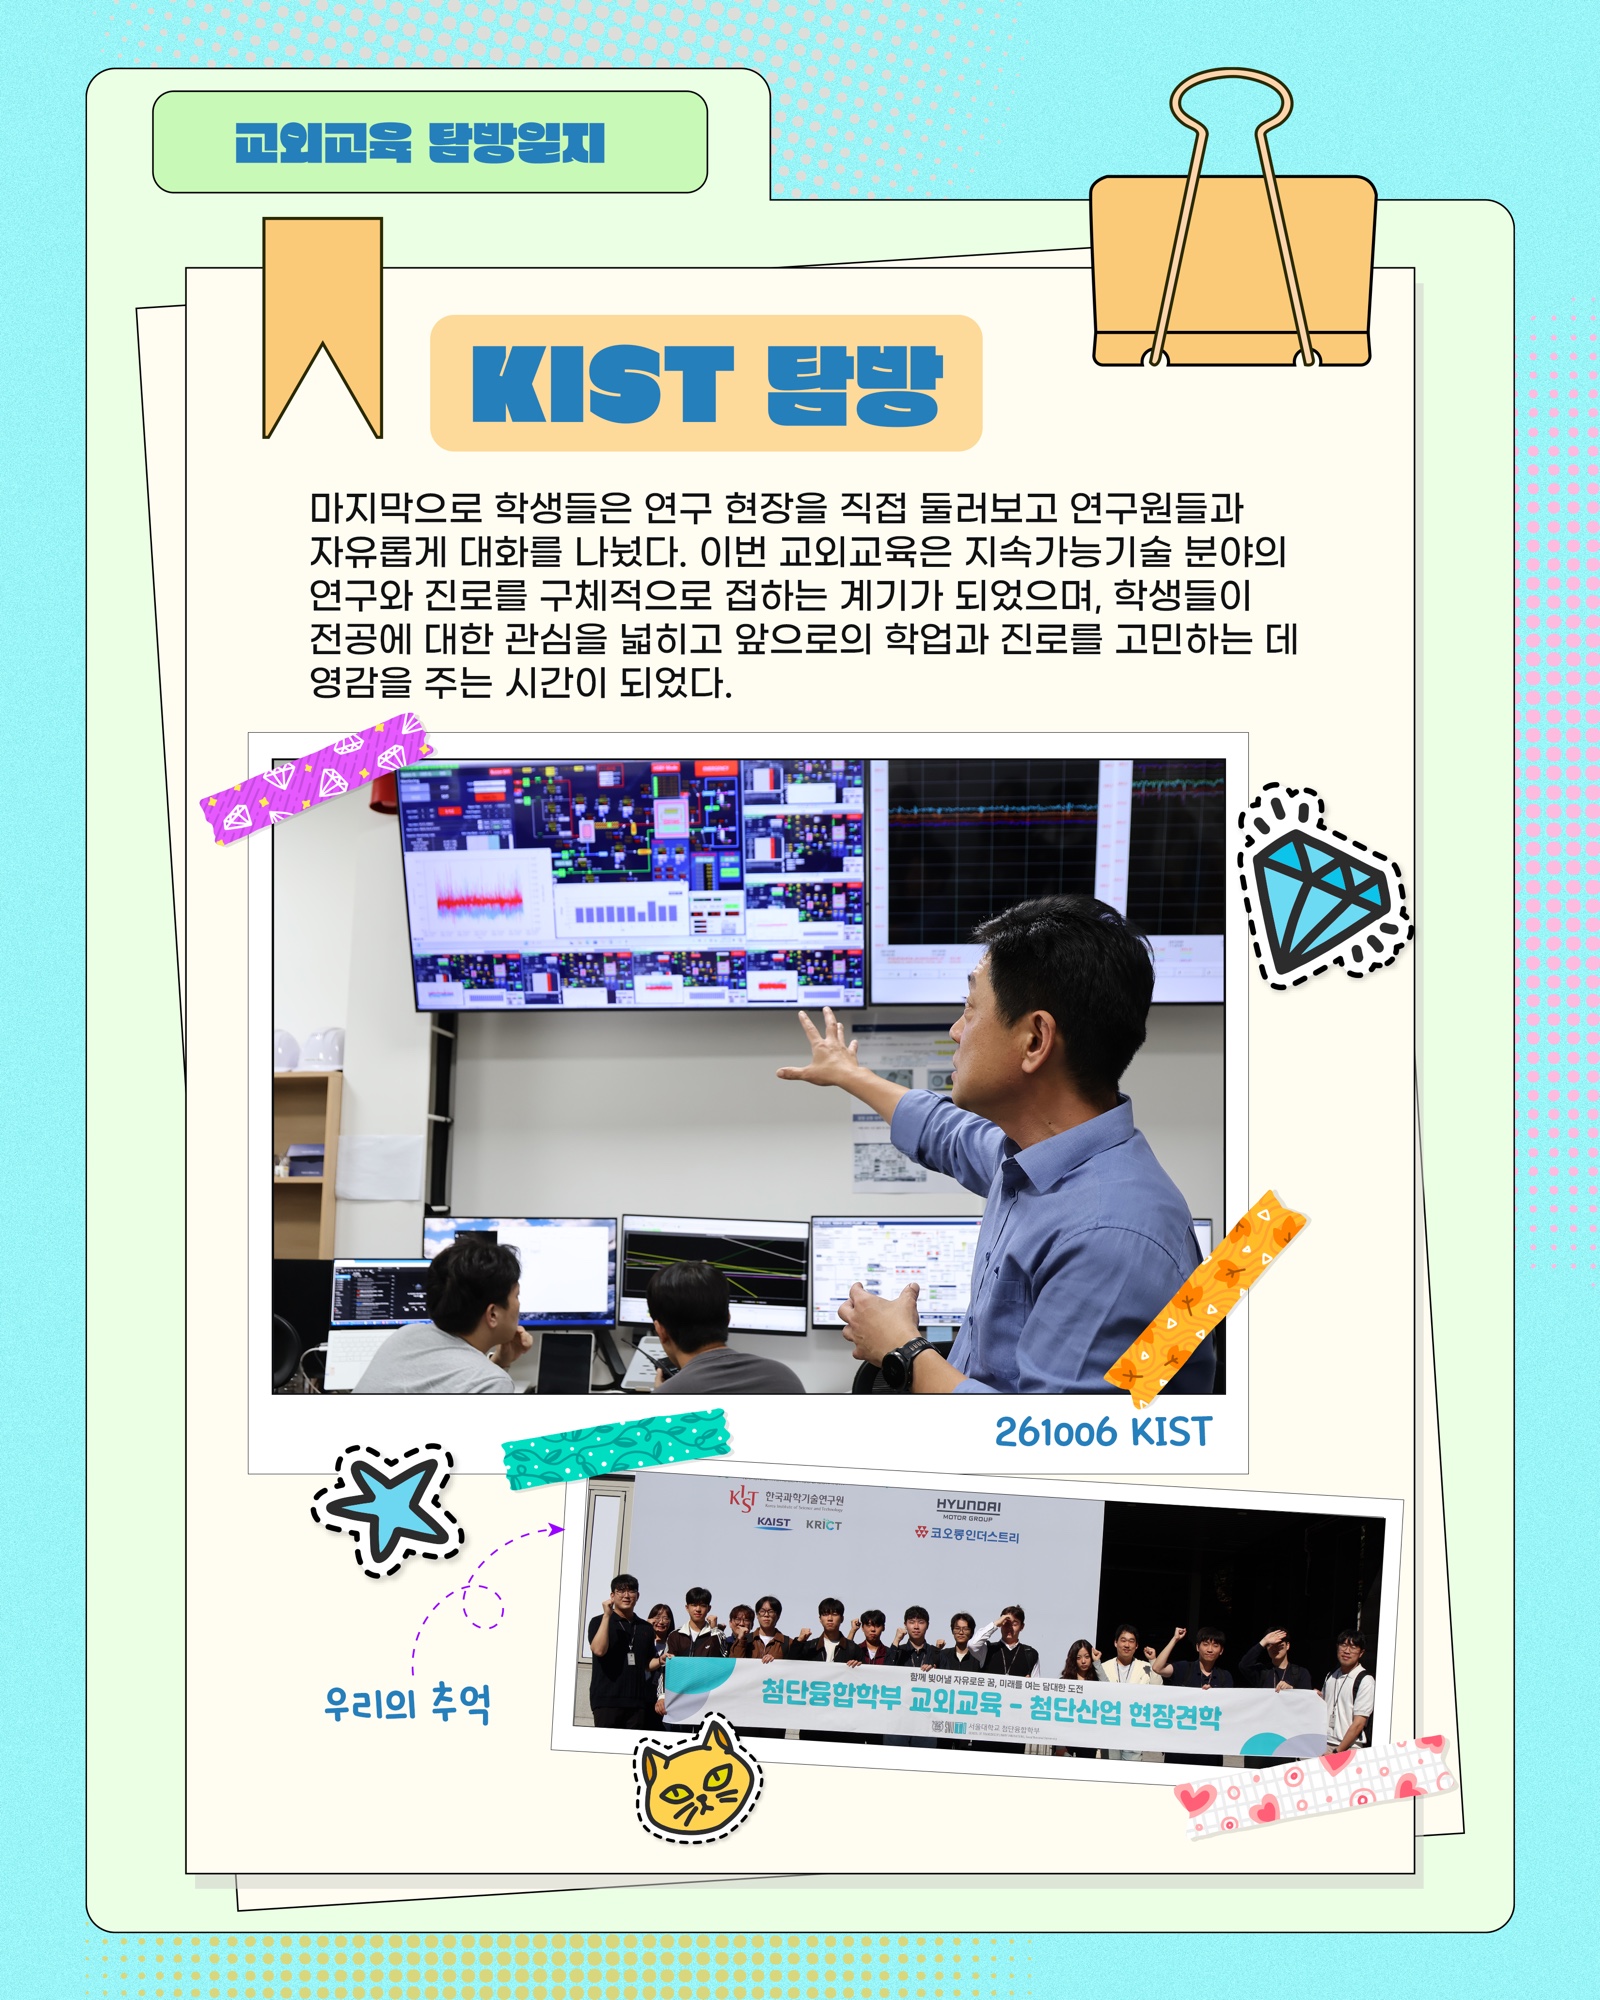 교외교육 탐방일지
KIST 탐방
마지막으로 학생들은 연구 현장을 직접 둘러보고 연구원들과
자유롭게 대화를 나눴다. 이번 교외교육은 지속가능기술 분야의
연구와 진로를 구체적으로 접하는 계기가 되었으며, 학생들이
전공에 대한 관심을 넓히고 앞으로의 학업과 진로를 고민하는 데
영감을 주는 시간이 되었다.
261006 KIST
KIST 한국과학기술연구원
HYUNDAI
MOTOR GROUP
KAIST KRICT
코오롱인더스트리
우리의 추억
함께 빚어낼 자유로운 꿈, 미래를 여는 담대한 도전
첨단융합학부 교외교육 – 첨단산업 현장견학
서울대학교 첨단융합학부